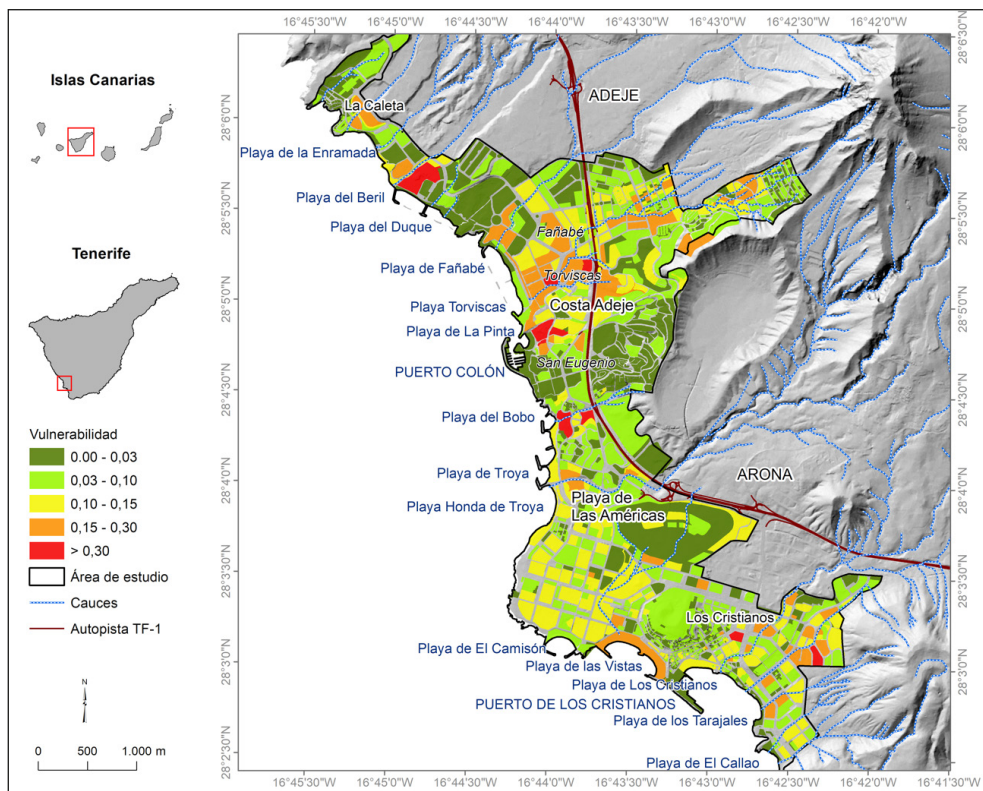 16°45'30"W 16°45'0"W 16°44'30"W 16°44'0"W 16°43'30"W 16°43'0"W 16°42'30"W 16°42'0"W
28°6'30"N
28°6'0"N
28°5'30"N
28°5'0"N
28°4'30"N
28°4'0"N
28°3'30"N
28°3'0"N
28°2'30"N
Islas Canarias
Tenerife
Vulnerabilidad
0.00 - 0,03
0,03 - 0,10
0,10 - 0,15
0,15 - 0,30
> 0,30
Área de estudio
Cauces
Autopista TF-1
N
0 500 1.000 m
ADEJE
La Caleta
Playa de la Enramada
Playa del Beril
Playa del Duque
Fañabé
Playa de Fañabé
Torviscas
Playa Torviscas
Costa Adeje
Playa de La Pinta
San Eugenio
PUERTO COLÓN
Playa del Bobo
Playa de Troya
ARONA
Playa de
Las Américas
Playa Honda de Troya
Los Cristianos
Playa de El Camisón
Playa de las Vistas
Playa de Los Cristianos
PUERTO DE LOS CRISTIANOS
Playa de los Tarajales
Playa de El Callao
28°6'30"N
28°6'0"N
28°5'30"N
28°5'0"N
28°4'30"N
28°4'0"N
28°3'30"N
28°3'0"N
16°45'30"W 16°45'0"W 16°44'30"W 16°44'0"W 16°43'30"W 16°43'0"W 16°42'30"W 16°42'0"W 16°41'30"W